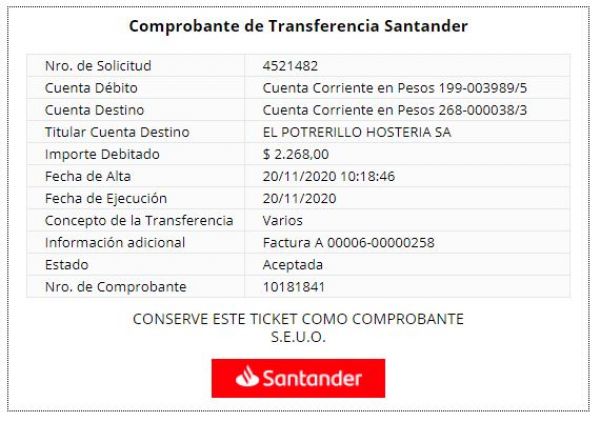 Comprobante de Transferencia Santander
Nro. de Solicitud 4521482
Cuenta Débito Cuenta Corriente en Pesos 199-003989/5
Cuenta Destino Cuenta Corriente en Pesos 268-000038/3
Titular Cuenta Destino EL POTRERILLO HOSTERIA SA
Importe Debitado $ 2.268,00
Fecha de Alta 20/11/2020 10:18:46
Fecha de Ejecución 20/11/2020
Concepto de la Transferencia Varios
Información adicional Factura A 00006-00000258
Estado Aceptada
Nro. de Comprobante 10181841
CONSERVE ESTE TICKET COMO COMPROBANTE
S.E.U.O.
Santander